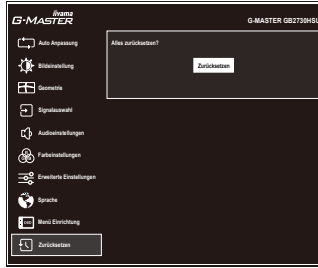 iiyama
G-MASTER
G-MASTER GB2730HSU
Auto Anpassung
Alles zurücksetzen?
Bildeinstellung
Zurücksetzen
Geometrie
Signalauswahl
Audioeinstellungen
Farbeinstellungen
Erweiterte Einstellungen
Sprache
OSD
Menü Einrichtung
Zurücksetzen